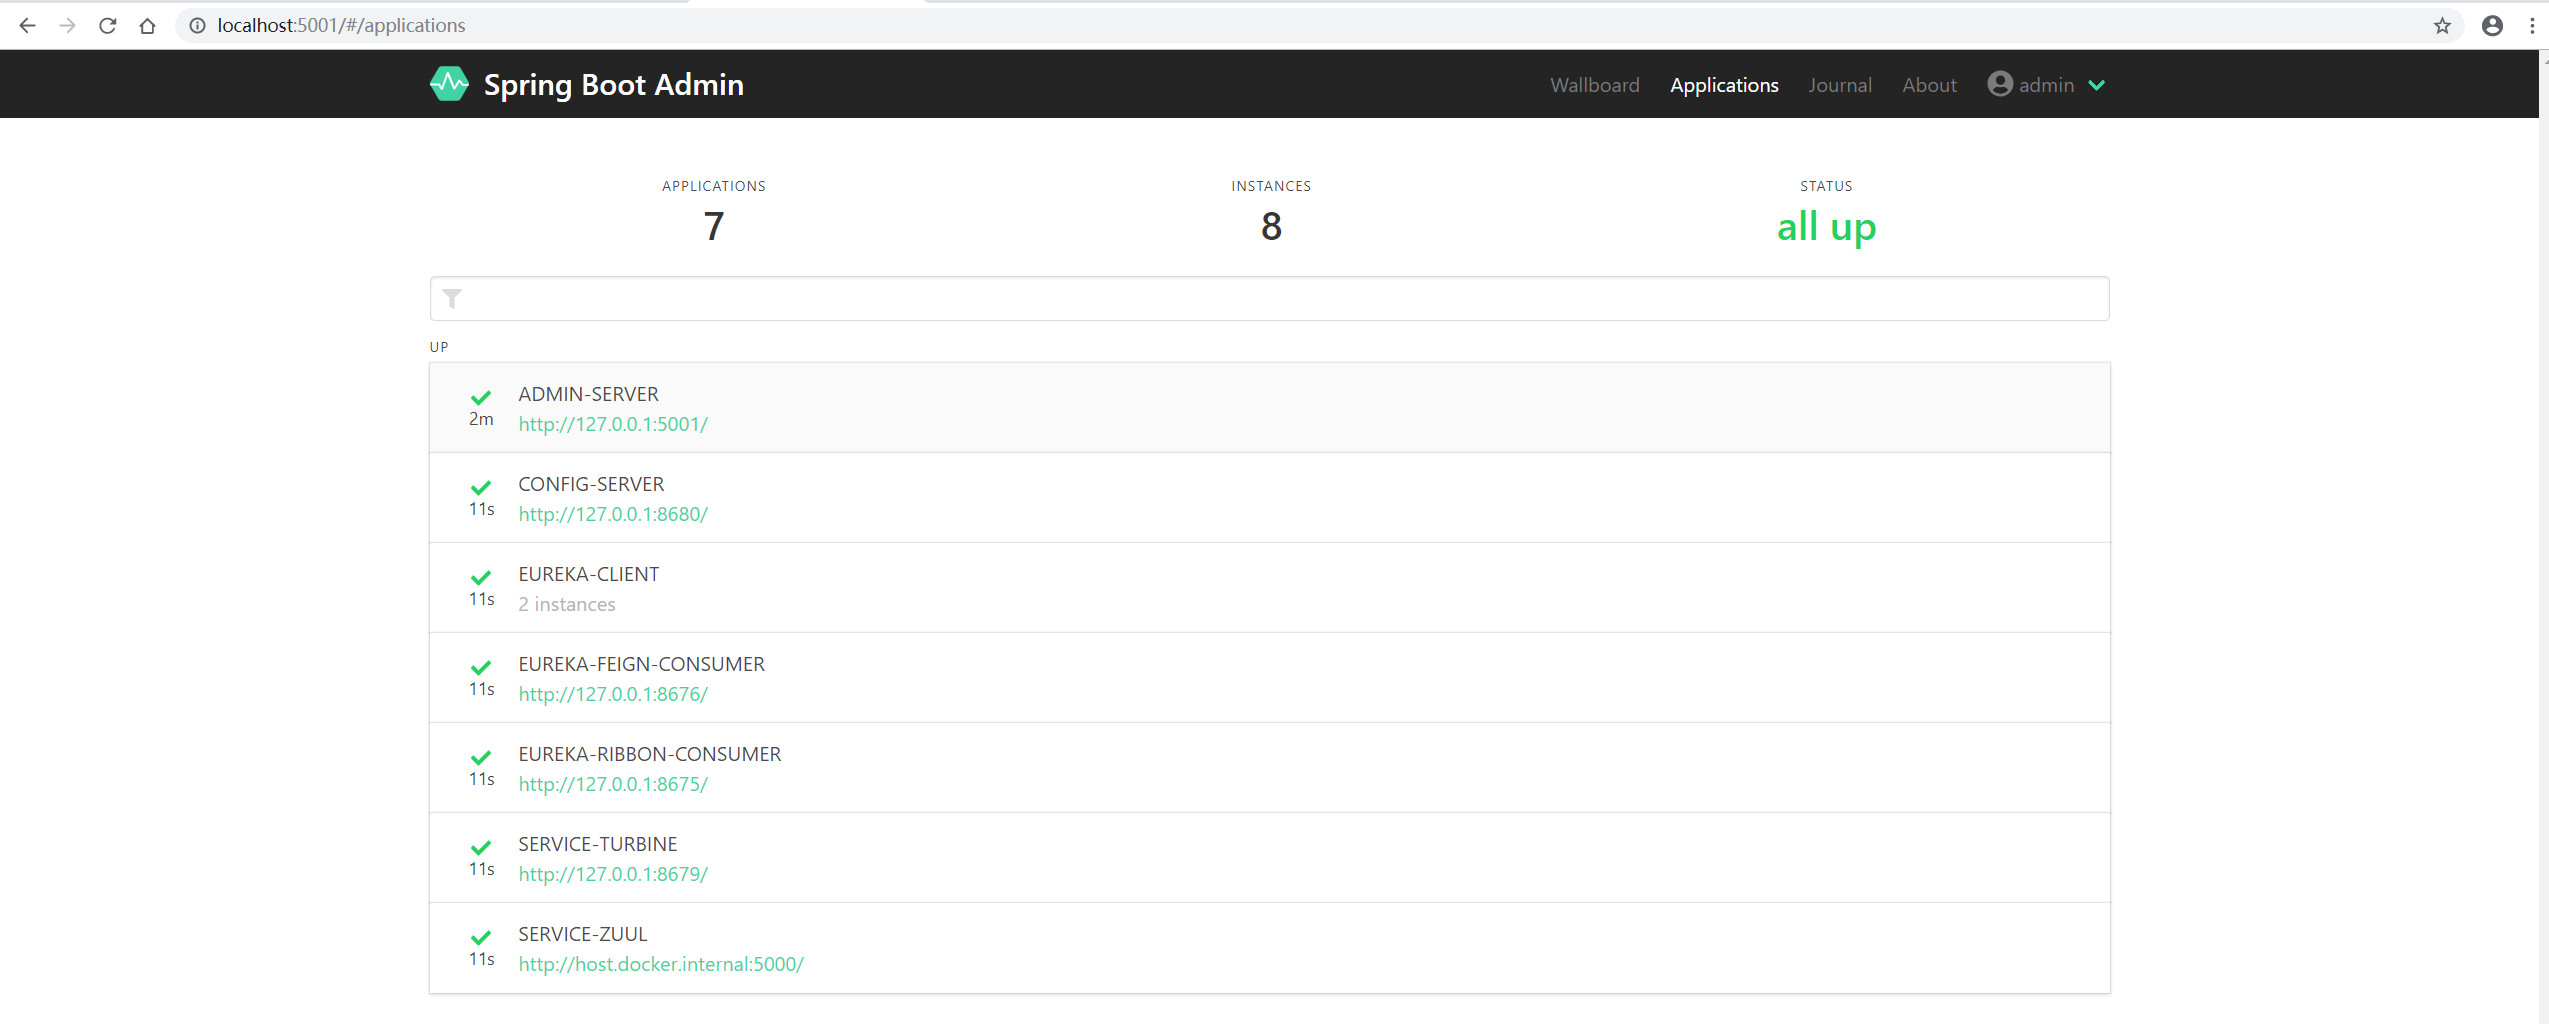 localhost:5001/#/applications
Spring Boot Admin
Wallboard Applications Journal About admin
APPLICATIONS INSTANCES STATUS
7 8 all up
UP
ADMIN-SERVER
2m http://127.0.0.1:5001/
CONFIG-SERVER
11s http://127.0.0.1:8680/
EUREKA-CLIENT
11s 2 instances
EUREKA-FEIGN-CONSUMER
11s http://127.0.0.1:8676/
EUREKA-RIBBON-CONSUMER
11s http://127.0.0.1:8675/
SERVICE-TURBINE
11s http://127.0.0.1:8679/
SERVICE-ZUUL
11s http://host.docker.internal:5000/